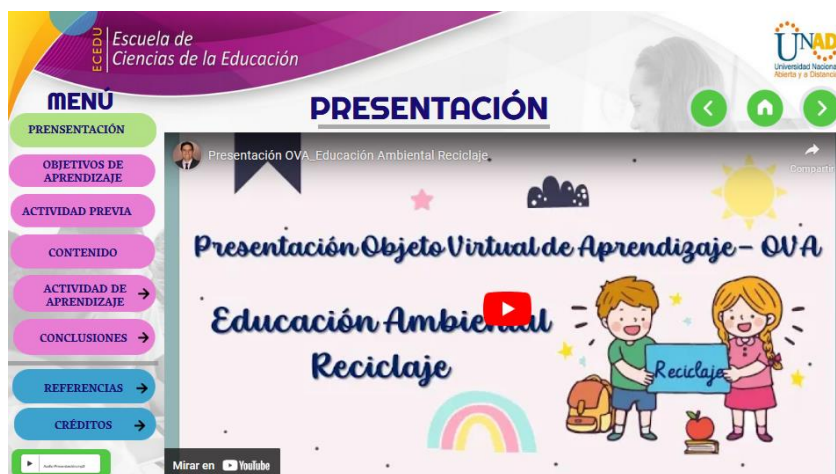 ECEDU
Escuela de
Ciencias de la Educación
UNAD
Universidad Nacional
Abierta y a Distancia
MENÚ
PRENSENTACIÓN
OBJETIVOS DE
APRENDIZAJE
ACTIVIDAD PREVIA
CONTENIDO
ACTIVIDAD DE
APRENDIZAJE
CONCLUSIONES
REFERENCIAS
CRÉDITOS
PRESENTACIÓN
Presentación OVA_Educación Ambiental Reciclaje.
Compartir
Presentación Objeto Virtual de Aprendizaje - OVA
Educación Ambiental
Reciclaje
Reciclaje
Mirar en YouTube